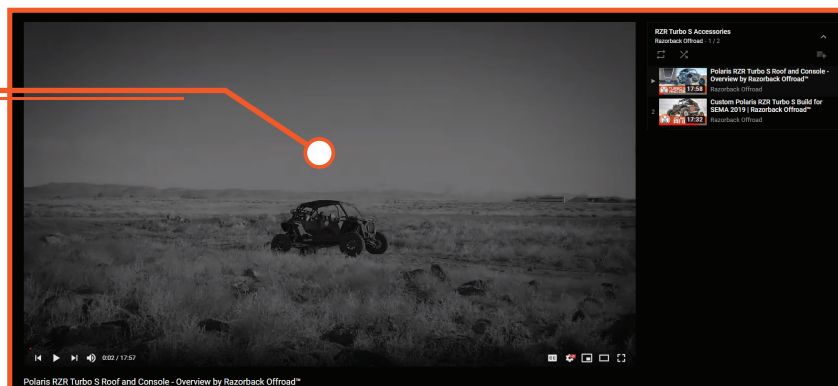 RZR Turbo S Accessories
Razorback Offroad - 1 / 2
Polaris RZR Turbo S Roof and Console -
Overview by Razorback Offroad™
Razorback Offroad
17:58
2
Custom Polaris RZR Turbo S Build for
SEMA 2019 | Razorback Offroad™
Razorback Offroad
17:32
0:02 / 17:57
CC
Polaris RZR Turbo S Roof and Console - Overview by Razorback Offroad™